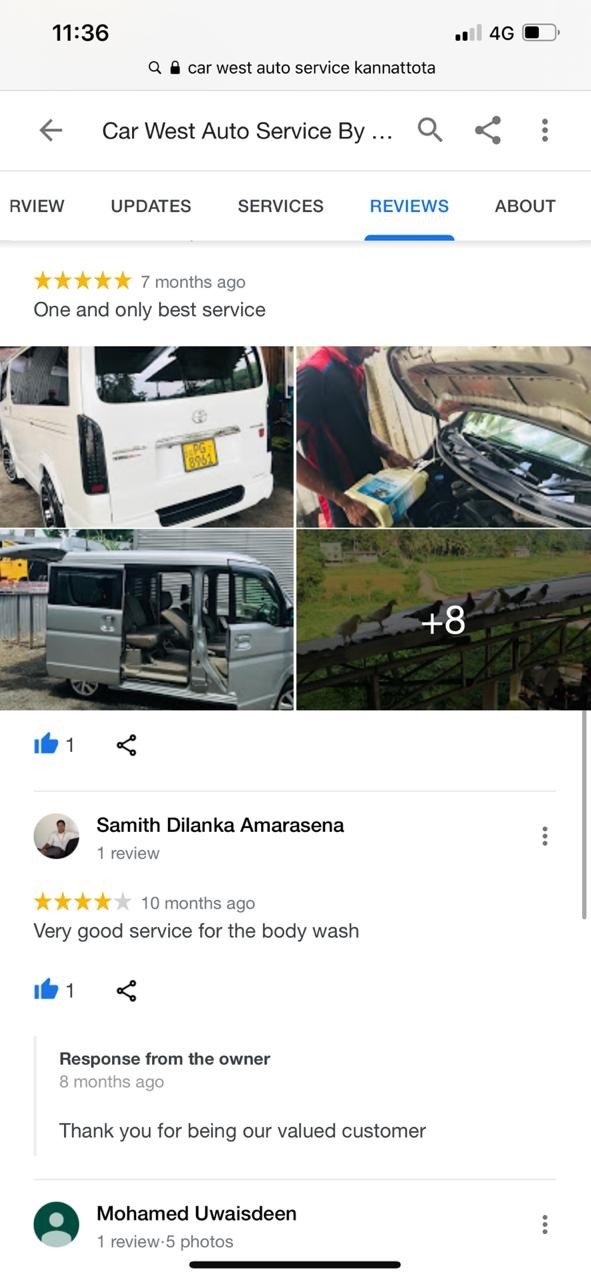 11:36
4G
car west auto service kannattota
Car West Auto Service By ...
RVIEW UPDATES SERVICES REVIEWS ABOUT
7 months ago
One and only best service
PG
8961
+8
1
Samith Dilanka Amarasena
1 review
10 months ago
Very good service for the body wash
1
Response from the owner
8 months ago
Thank you for being our valued customer
Mohamed Uwaisdeen
1 review·5 photos